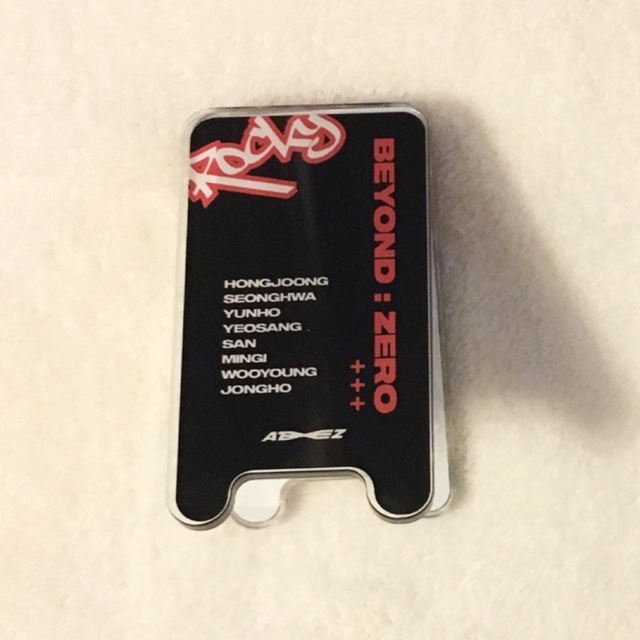 Rocky
BEYOND : ZERO
+++
HONGJOONG
SEONGHWA
YUNHO
YEOSANG
SAN
MINGI
WOOYOUNG
JONGHO
ATEEZ